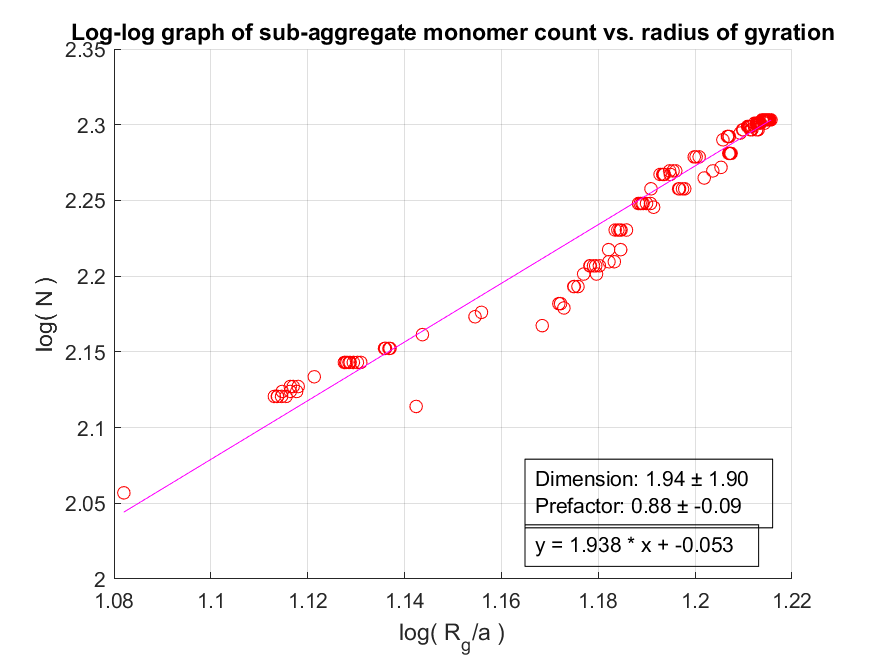 Log-log graph of sub-aggregate monomer count vs. radius of gyration
2.35
2.3
2.25
2.2
2.15
2.1
2.05
2
log( N )
Dimension: 1.94 ± 1.90
Prefactor: 0.88 ± -0.09
y = 1.938 * x + -0.053
1.08 1.1 1.12 1.14 1.16 1.18 1.2 1.22
log( R_g/a )